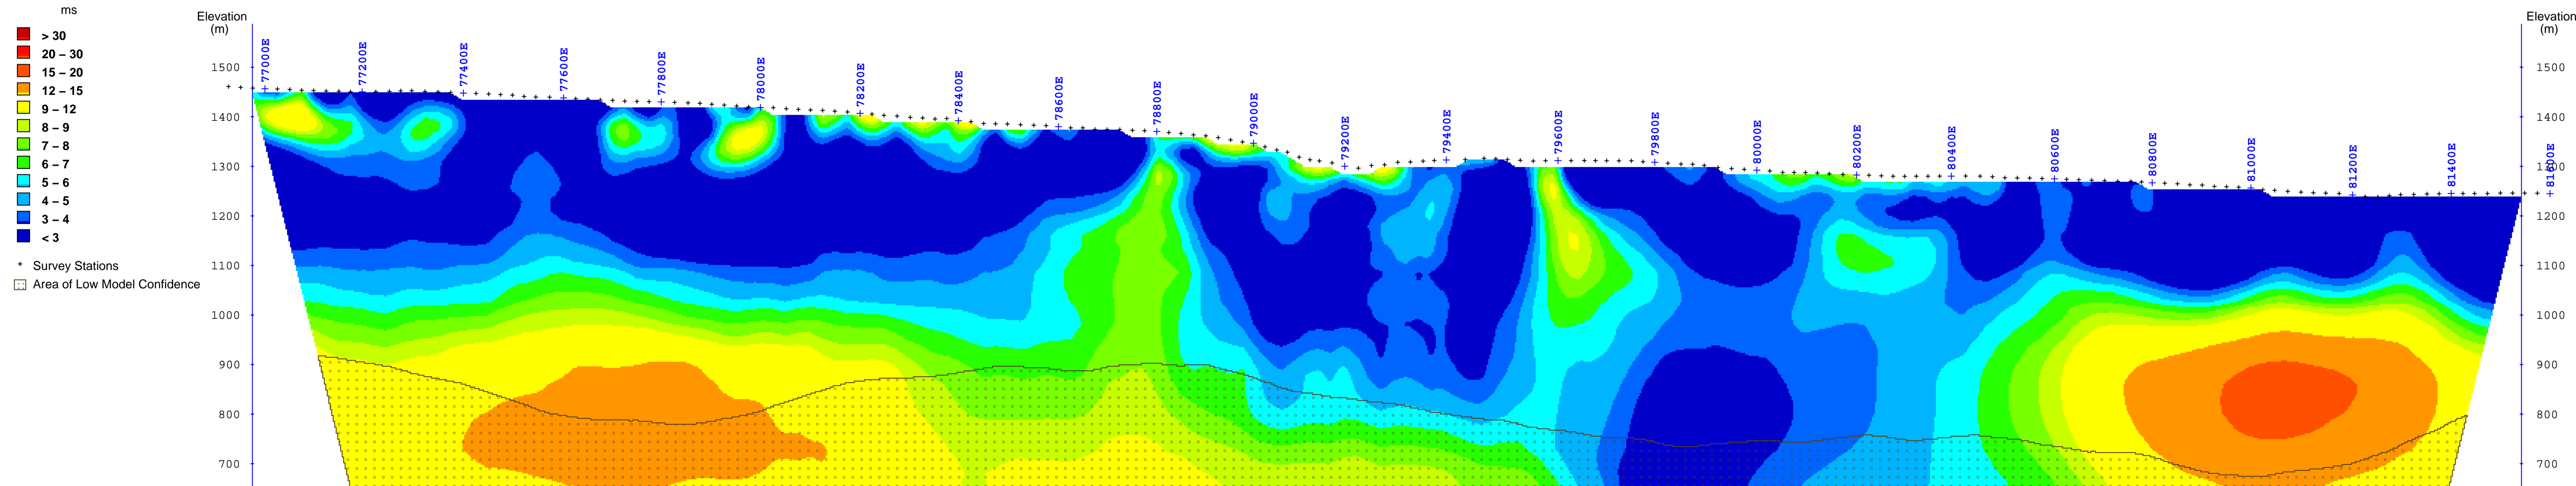 ms
> 30
20 – 30
15 – 20
12 – 15
9 – 12
8 – 9
7 – 8
6 – 7
5 – 6
4 – 5
3 – 4
< 3
Survey Stations
Area of Low Model Confidence
Elevation
(m)
1500
1400
1300
1200
1100
1000
900
800
700
77000E
77200E
77400E
77600E
77800E
78000E
78200E
78400E
78600E
78800E
79000E
79200E
79400E
79600E
79800E
80000E
80200E
80400E
80600E
80800E
81000E
81200E
81400E
81600E
Elevation
(m)
1500
1400
1300
1200
1100
1000
900
800
700